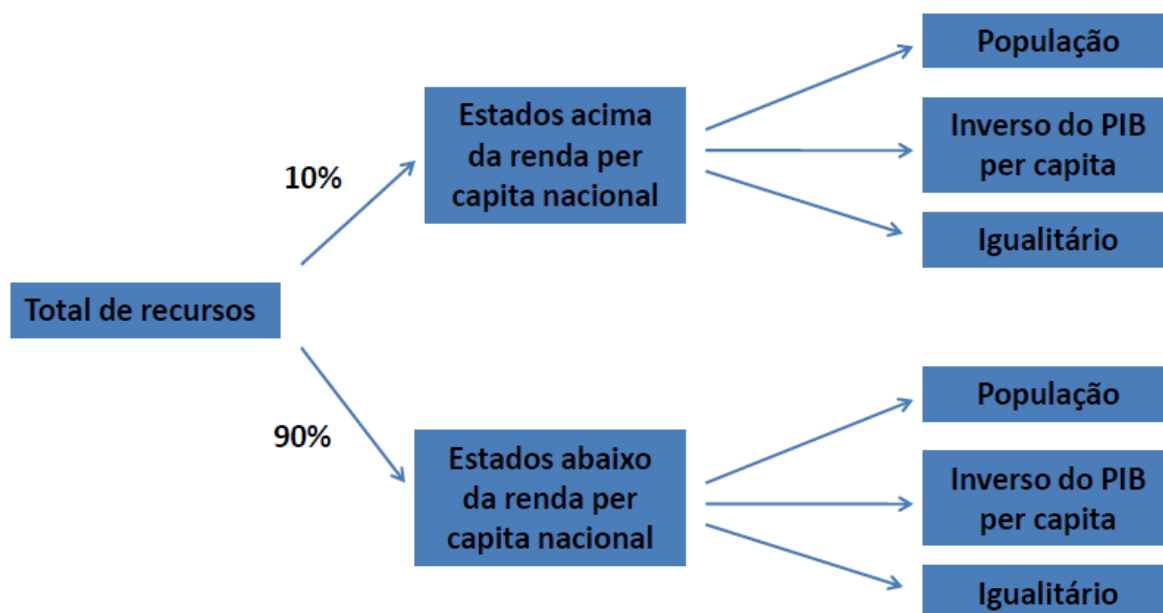 População
Estados acima
da renda per
capita nacional
Inverso do PIB
per capita
10%
Igualitário
Total de recursos
População
90%
Estados abaixo
da renda per
capita nacional
Inverso do PIB
per capita
Igualitário